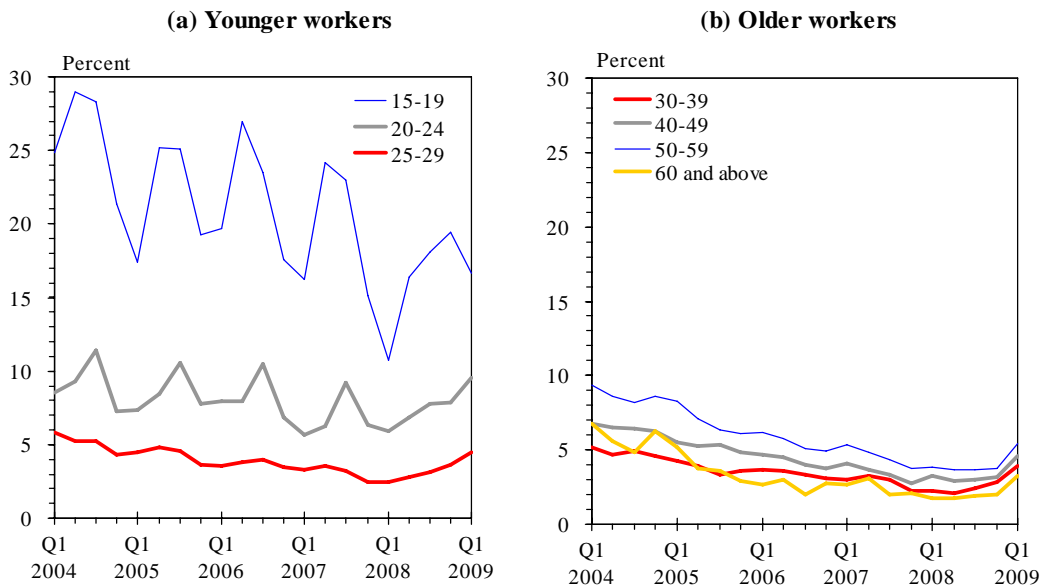 (a) Younger workers
Percent
30
25
20
15
10
5
0
15-19
20-24
25-29
Q1 Q1 Q1 Q1 Q1 Q1
2004 2005 2006 2007 2008 2009
(b) Older workers
Percent
30
25
20
15
10
5
0
30-39
40-49
50-59
60 and above
Q1 Q1 Q1 Q1 Q1 Q1
2004 2005 2006 2007 2008 2009